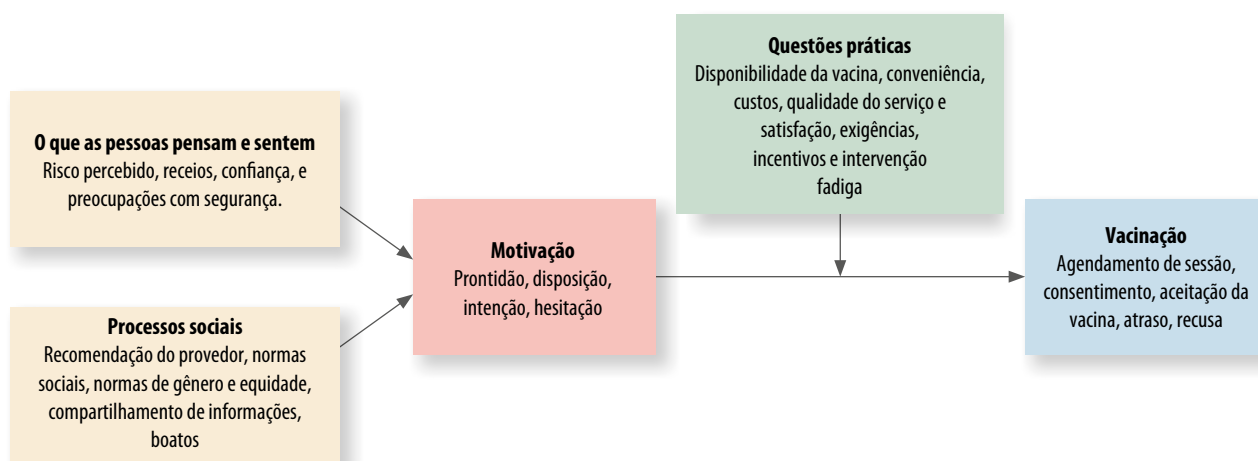 O que as pessoas pensam e sentem
Risco percebido, receios, confiança, e
preocupações com segurança.
Processos sociais
Recomendação do provedor, normas
sociais, normas de gênero e equidade,
compartilhamento de informações,
boatos
Motivação
Prontidão, disposição,
intenção, hesitação
Questões práticas
Disponibilidade da vacina, conveniência,
custos, qualidade do serviço e
satisfação, exigências,
incentivos e intervenção
fadiga
Vacinação
Agendamento de sessão,
consentimento, aceitação da
vacina, atraso, recusa